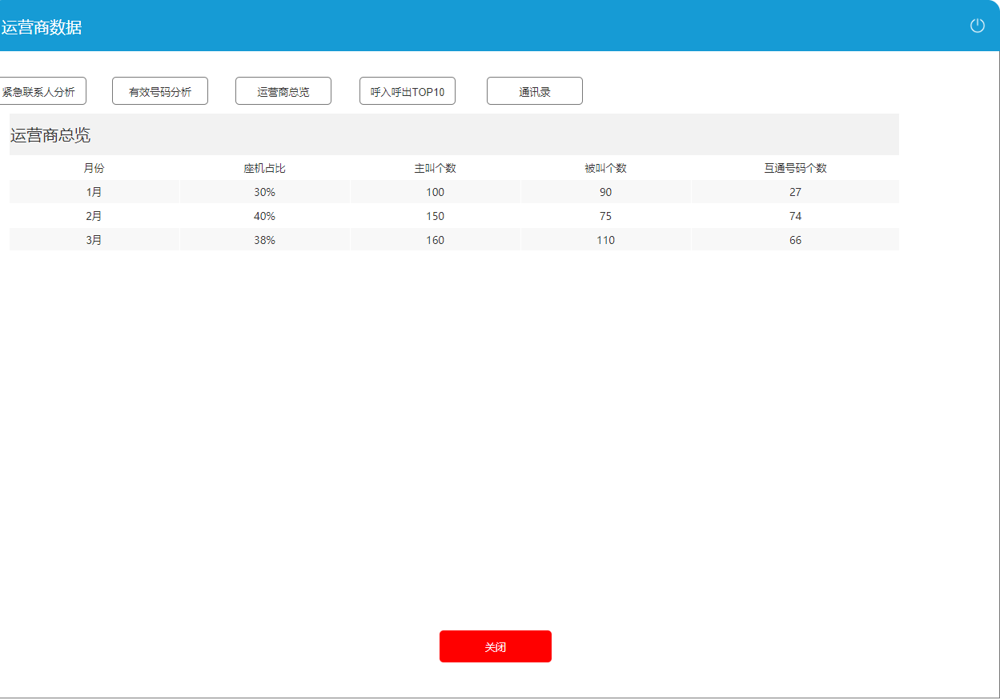 运营商数据
紧急联系人分析 有效号码分析 运营商总览 呼入呼出TOP10 通讯录
运营商总览
月份 座机占比 主叫个数 被叫个数 互通号码个数
1月 30% 100 90 27
2月 40% 150 75 74
3月 38% 160 110 66
关闭